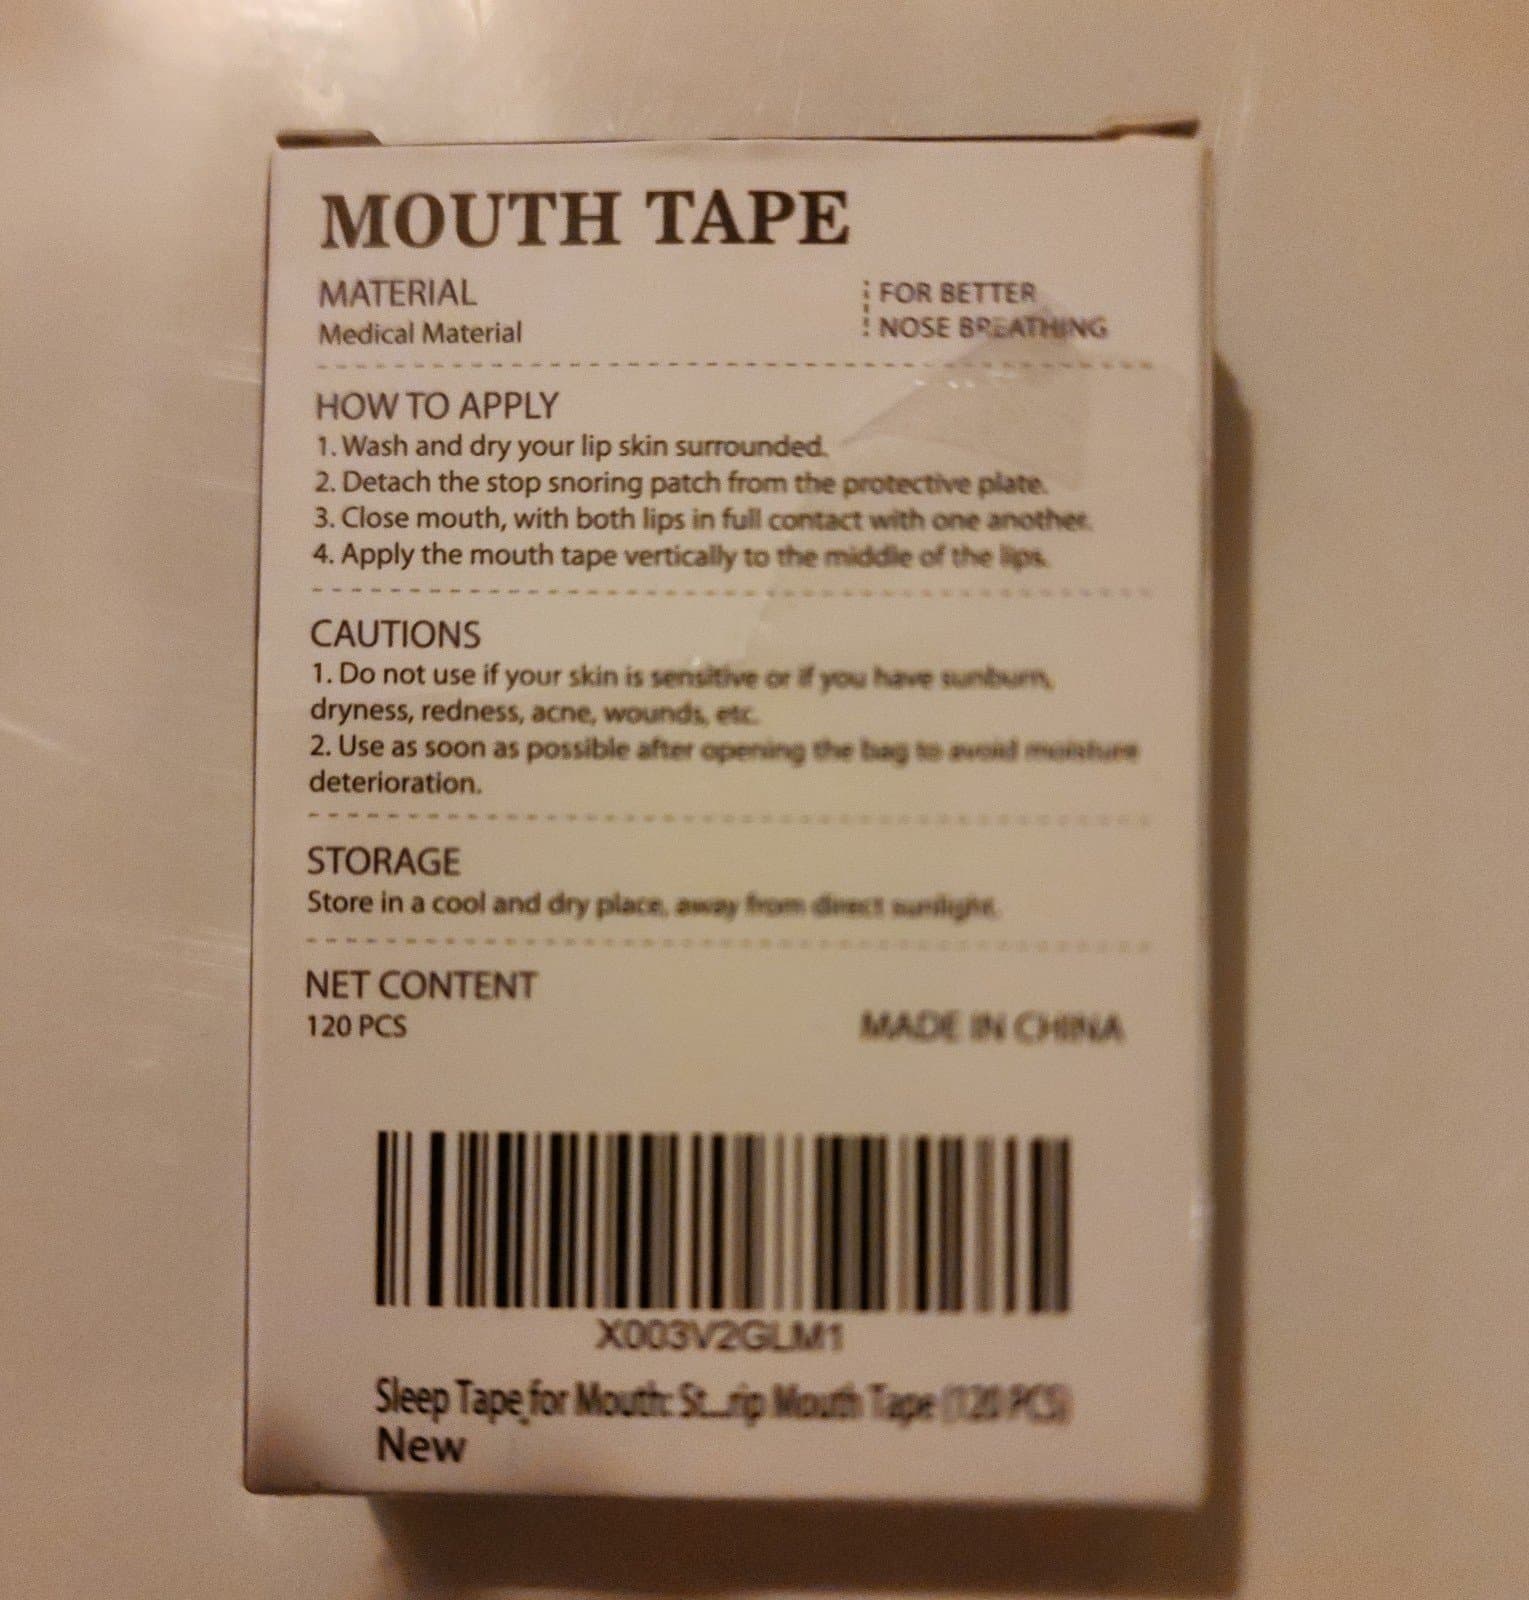 MOUTH TAPE
MATERIAL
Medical Material
FOR BETTER
NOSE BREATHING
HOW TO APPLY
1. Wash and dry your lip skin surrounded.
2. Detach the stop snoring patch from the protective plate.
3. Close mouth, with both lips in full contact with one another.
4. Apply the mouth tape vertically to the middle of the lips.
CAUTIONS
1. Do not use if your skin is sensitive or if you have sunburn,
dryness, redness, acne, wounds, etc.
2. Use as soon as possible after opening the bag to avoid moisture
deterioration.
STORAGE
Store in a cool and dry place, away from direct sunlight.
NET CONTENT
120 PCS
MADE IN CHINA
X003V2GLM1
Sleep Tape for Mouth: St...rip Mouth Tape (120 PCS)
New